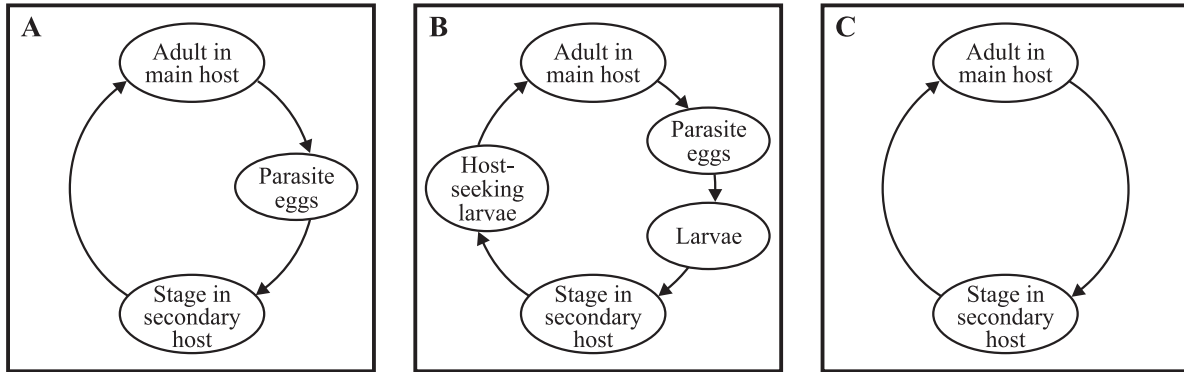 A
Adult in
main host
Parasite
eggs
Stage in
secondary
host
B
Adult in
main host
Parasite
eggs
Host-
seeking
larvae
Larvae
Stage in
secondary
host
C
Adult in
main host
Stage in
secondary
host